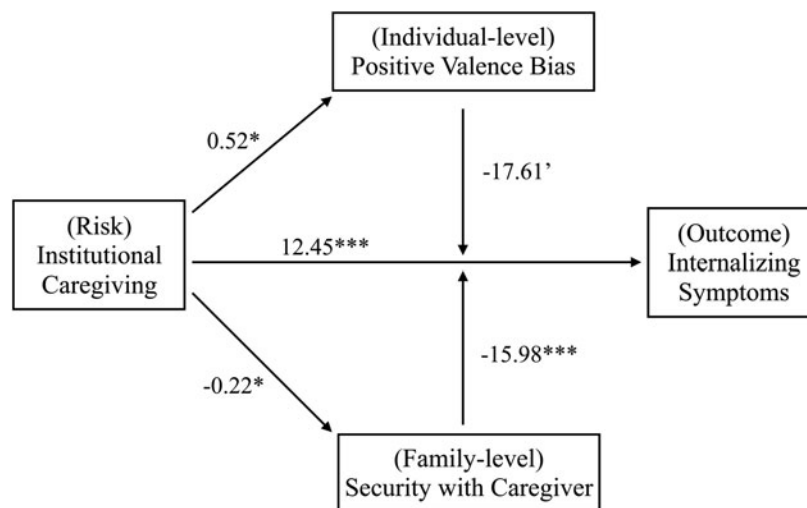 (Individual-level)
Positive Valence Bias
0.52*
-17.61’
(Risk)
Institutional
Caregiving
12.45***
(Outcome)
Internalizing
Symptoms
-0.22*
-15.98***
(Family-level)
Security with Caregiver